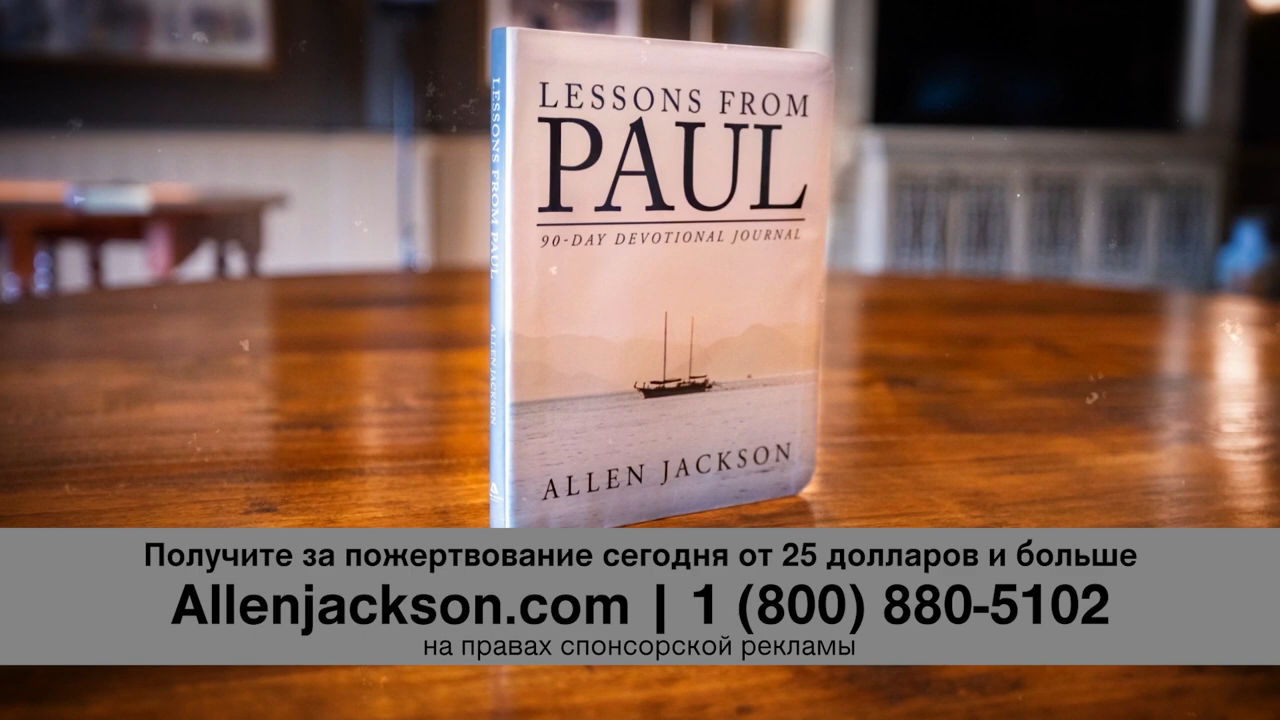 LESSONS FROM
PAUL
90-DAY DEVOTIONAL JOURNAL
ALLEN JACKSON
LESSONS FROM PAUL
ALLEN JACKSON
Получите за пожертвование сегодня от 25 долларов и больше
Allenjackson.com | 1 (800) 880-5102
на правах спонсорской рекламы